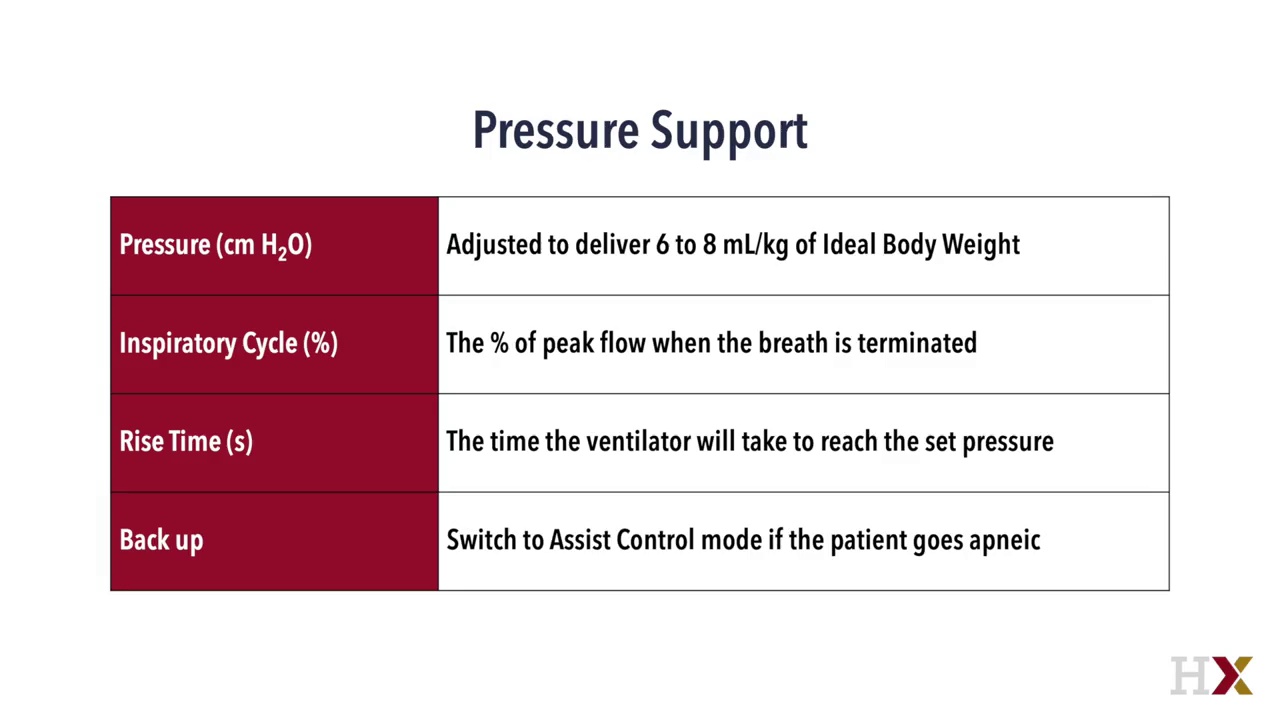 Pressure Support
Pressure (cm H₂O)
Adjusted to deliver 6 to 8 mL/kg of Ideal Body Weight
Inspiratory Cycle (%)
The % of peak flow when the breath is terminated
Rise Time (s)
The time the ventilator will take to reach the set pressure
Back up
Switch to Assist Control mode if the patient goes apneic
HX